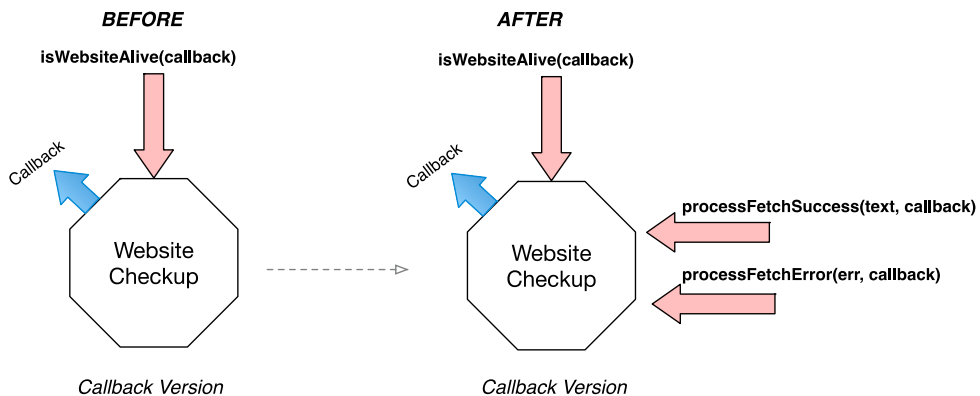 BEFORE
AFTER
isWebsiteAlive(callback)
isWebsiteAlive(callback)
Callback
Callback
processFetchSuccess(text, callback)
Website
Checkup
Website
Checkup
processFetchError(err, callback)
Callback Version
Callback Version